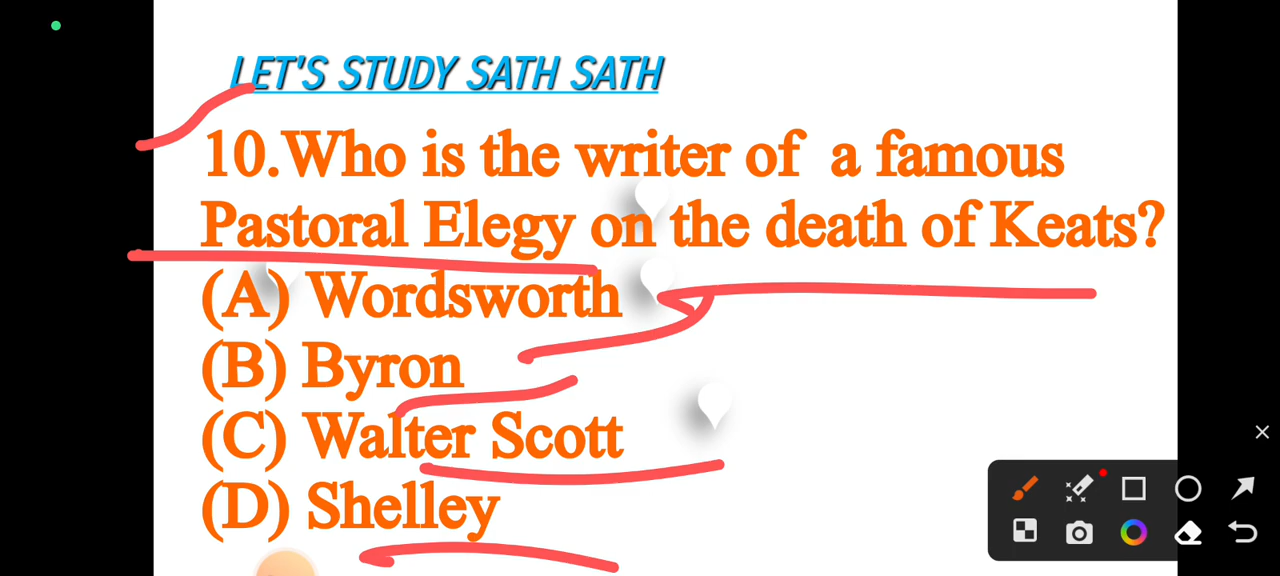 LET'S STUDY SATH SATH
10.Who is the writer of a famous
Pastoral Elegy on the death of Keats?
(A) Wordsworth
(B) Byron
(C) Walter Scott
(D) Shelley